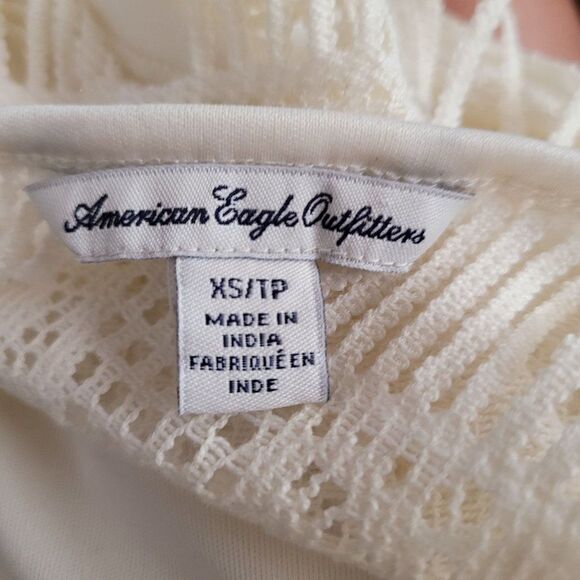 American Eagle Outfitters
XS/TP
MADE IN
INDIA
FABRIQUÉ EN
INDE